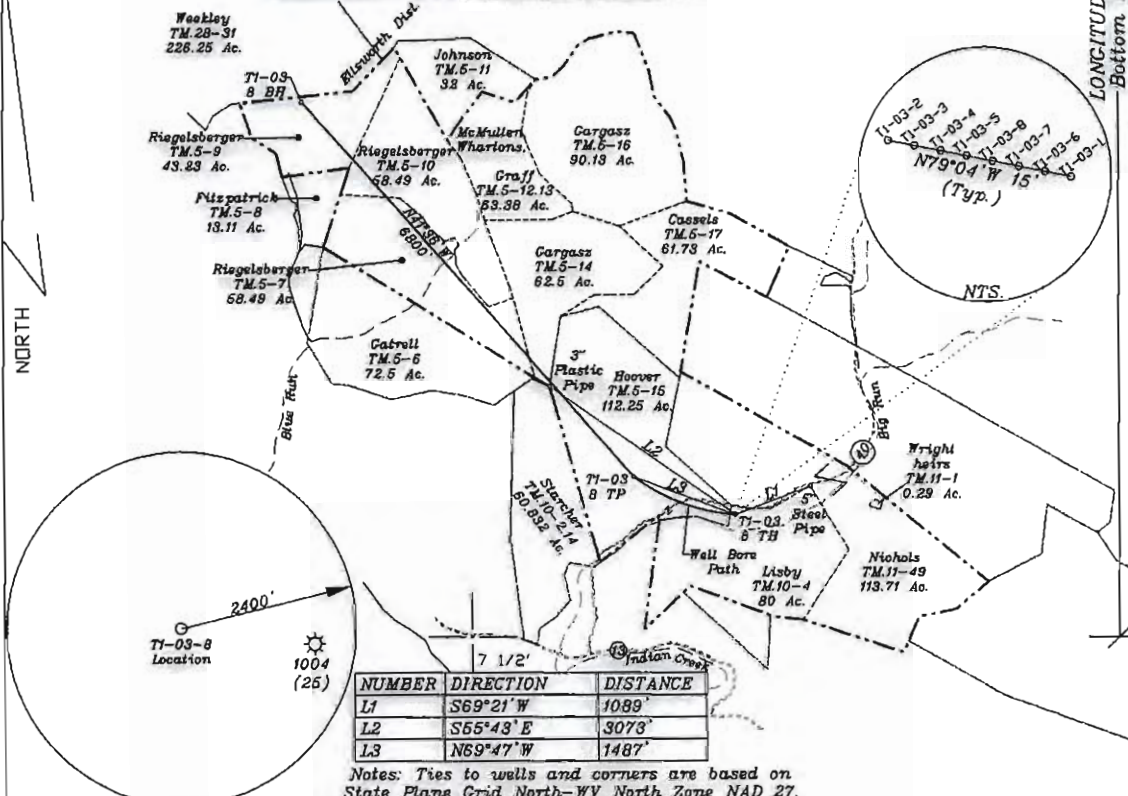 Weekley
TM.28-31
226.25 Ac.
Ellsworth Dist.
LONGITUD
Bottom
T1-03
8 BH
Johnson
TM.5-11
32 Ac.
Riegelsberger
TM.5-9
43.23 Ac.
Riegelsberger
TM.5-10
58.49 Ac.
McMullen
Whartons.
Gargasz
TM.5-16
90.13 Ac.
Graff
TM.5-12.13
53.38 Ac.
Fitzpatrick
TM.5-8
13.11 Ac.
N41°36'W
6800'
Cassels
TM.5-17
61.73 Ac.
Riegelsberger
TM.5-7
58.49 Ac.
Gargasz
TM.5-14
62.5 Ac.
T1-03-2
T1-03-3
T1-03-4
T1-03-5
T1-03-8
T1-03-7
T1-03-6
T1-03-1
N79°04'W 15'
(Typ.)
NTS.
NORTH
Gatrell
TM.5-6
72.5 Ac.
3"
Plastic
Pipe
Hoover
TM.5-15
112.25 Ac.
Blue Run
Big Run
40
L2
Wright
heirs
TM.11-1
0.29 Ac.
Starcher
TM.10-2.14
60.832 Ac.
T1-03
8 TP
L3
L1
5"
Steel
Pipe
T1-03.
8 TH
Well Bore
Path
Lisby
TM.10-4
80 Ac.
Nichols
TM.11-49
113.71 Ac.
2400'
T1-03-8
Location
1004
(25)
7 1/2'
13
Indian Creek
NUMBER DIRECTION DISTANCE
L1 S69°21'W 1089'
L2 S55°43'E 3073'
L3 N69°47'W 1487'
Notes: Ties to wells and corners are based on
State Plane Grid North-WV North Zone NAD 27.